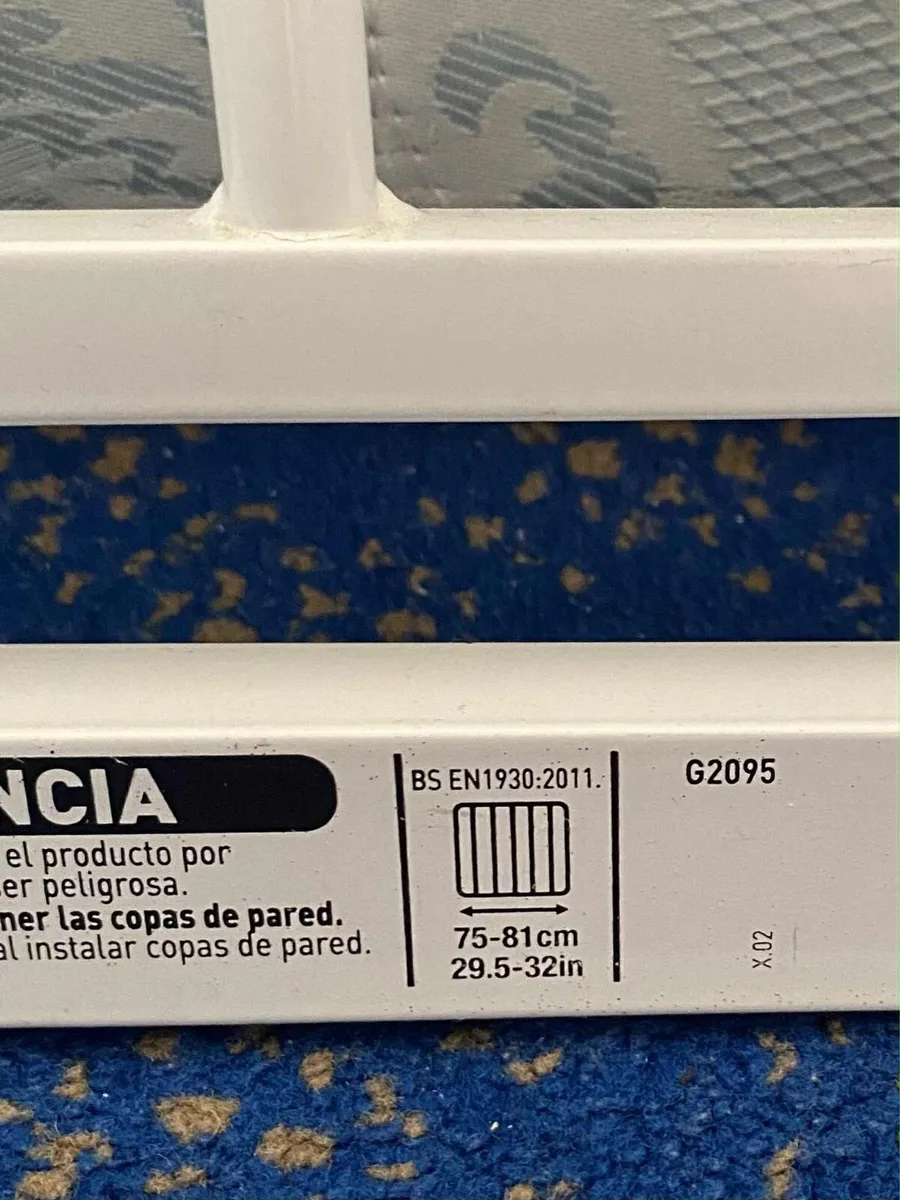 NCIA
el producto por
er peligrosa.
ner las copas de pared.
al instalar copas de pared.
BS EN1930:2011.
75-81cm
29.5-32in
G2095
X.02